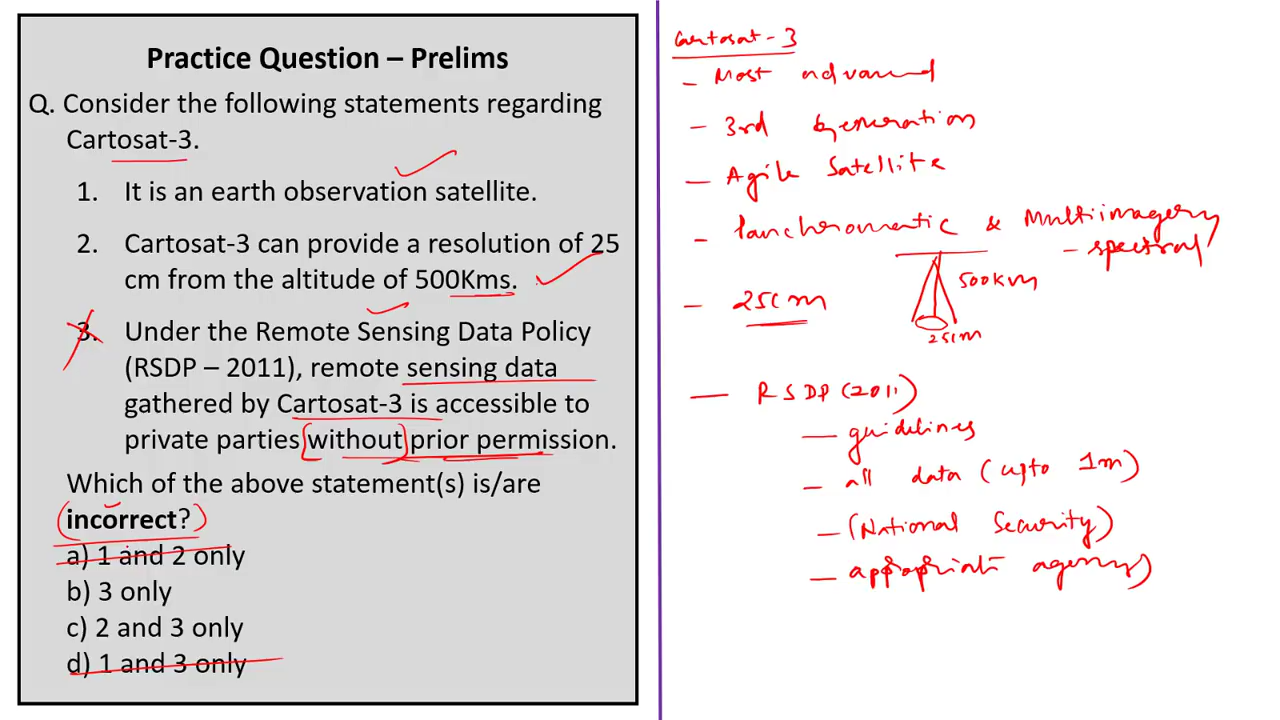 Practice Question – Prelims
Q. Consider the following statements regarding
Cartosat-3.
1. It is an earth observation satellite.
2. Cartosat-3 can provide a resolution of 25
cm from the altitude of 500Kms.
3. Under the Remote Sensing Data Policy
(RSDP – 2011), remote sensing data
gathered by Cartosat-3 is accessible to
private parties without prior permission.
Which of the above statement(s) is/are
incorrect?
a) 1 and 2 only
b) 3 only
c) 2 and 3 only
d) 1 and 3 only
Cartosat-3
- Most advanced
- 3rd Generation
- Agile Satellite
- Panchromatic & Multiimagery
- spectral
500km
- 25cm
25cm
- RSDP (2011)
- guidelines
- all data (upto 1m)
- (National Security)
- appropriate agency